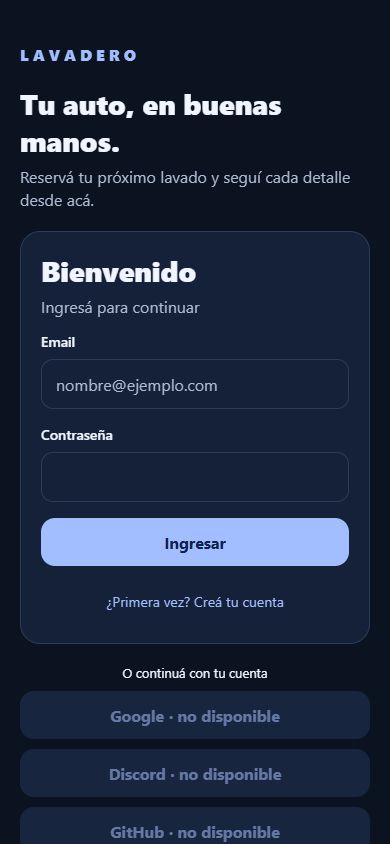 LAVADERO
Tu auto, en buenas
manos.
Reservá tu próximo lavado y seguí cada detalle
desde acá.
Bienvenido
Ingresá para continuar
Email
nombre@ejemplo.com
Contraseña
Ingresar
¿Primera vez? Creá tu cuenta
O continuá con tu cuenta
Google · no disponible
Discord · no disponible
GitHub · no disponible